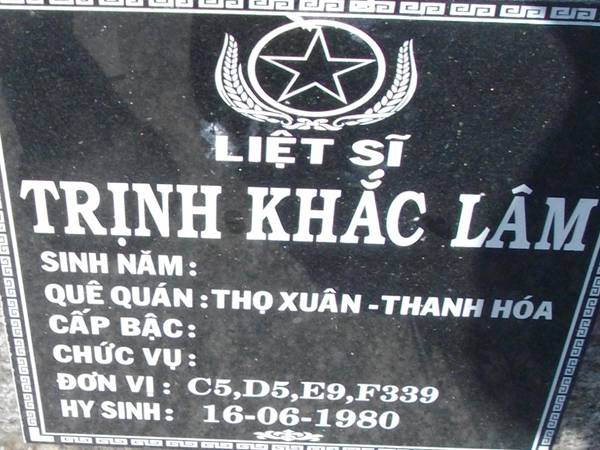 LIỆT SĨ
TRỊNH KHẮC LÂM
SINH NĂM :
QUÊ QUÁN : THỌ XUÂN - THANH HÓA
CẤP BẬC :
CHỨC VỤ :
ĐƠN VỊ : C5,D5,E9,F339
HY SINH : 16-06-1980